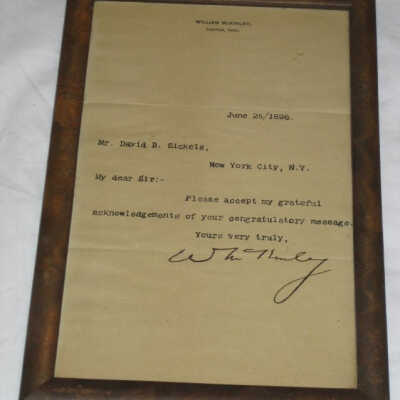 WILLIAM McKINLEY,
CANTON, OHIO.
June 25/1896.
Mr. David B. Sickels,
New York City, N.Y.
My dear Sir:-
Please accept my grateful
acknowledgements of your congratulatory message.
Yours very truly,
Wm McKinley